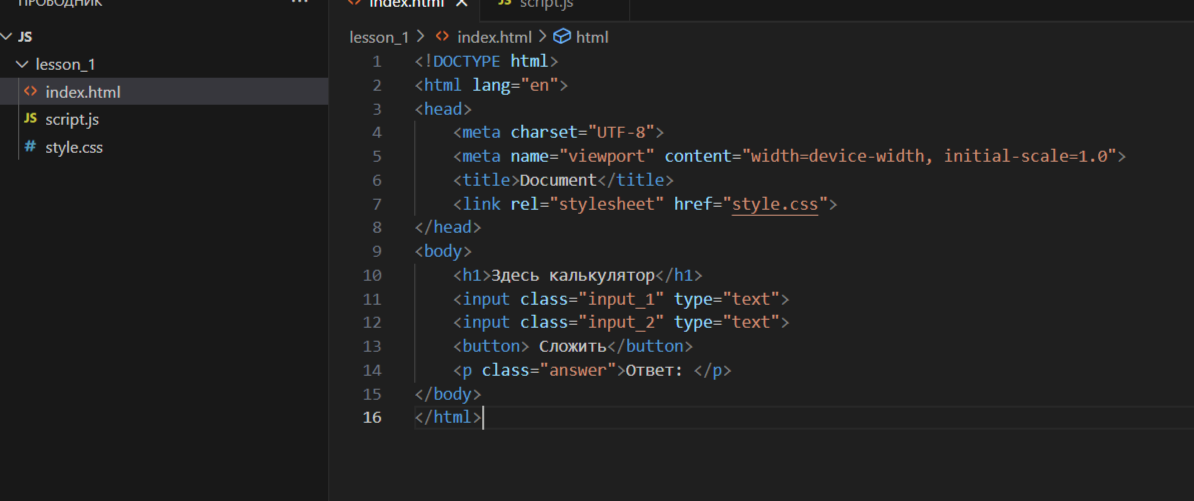 ПРОВОДНИК ...
index.html
script.js
JS
lesson_1
index.html
JS script.js
# style.css
lesson_1 > index.html > html
1 <!DOCTYPE html>
2 <html lang="en">
3 <head>
4 <meta charset="UTF-8">
5 <meta name="viewport" content="width=device-width, initial-scale=1.0">
6 <title>Document</title>
7 <link rel="stylesheet" href="style.css">
8 </head>
9 <body>
10 <h1>Здесь калькулятор</h1>
11 <input class="input_1" type="text">
12 <input class="input_2" type="text">
13 <button> Сложить</button>
14 <p class="answer">Ответ: </p>
15 </body>
16 </html>